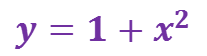 y = 1 + x²